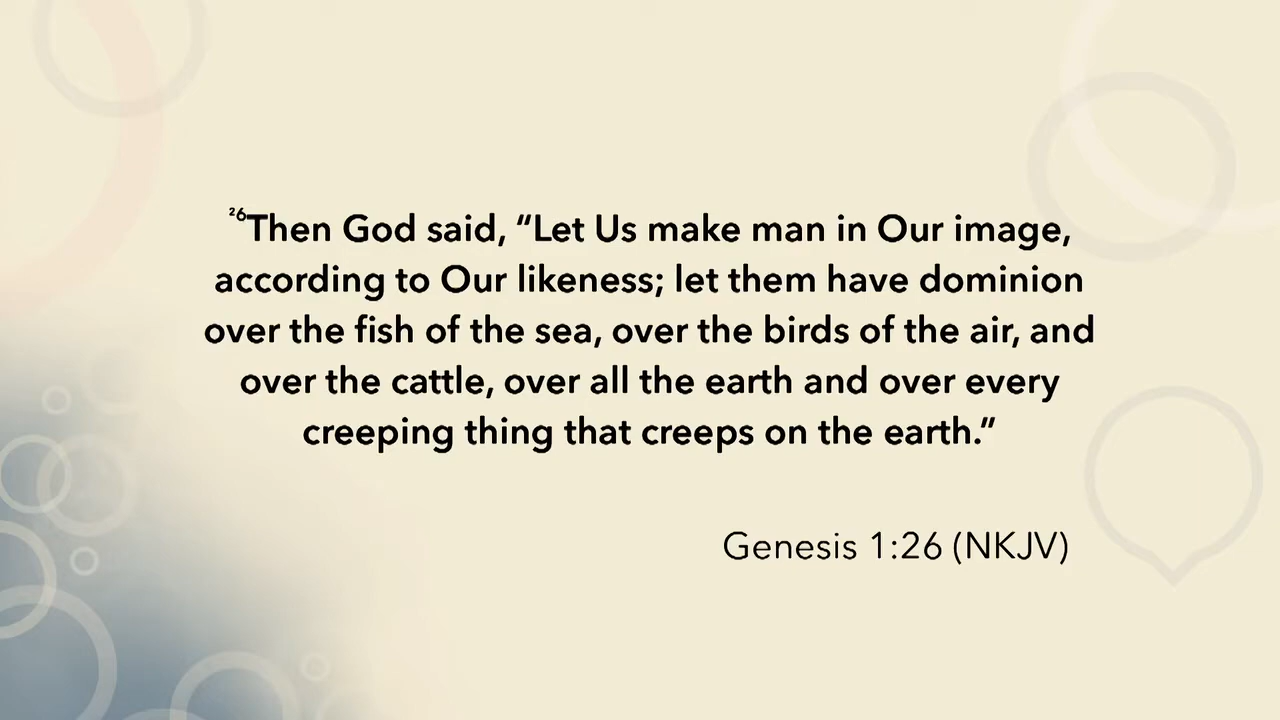 ²⁶Then God said, “Let Us make man in Our image,
according to Our likeness; let them have dominion
over the fish of the sea, over the birds of the air, and
over the cattle, over all the earth and over every
creeping thing that creeps on the earth.”
Genesis 1:26 (NKJV)